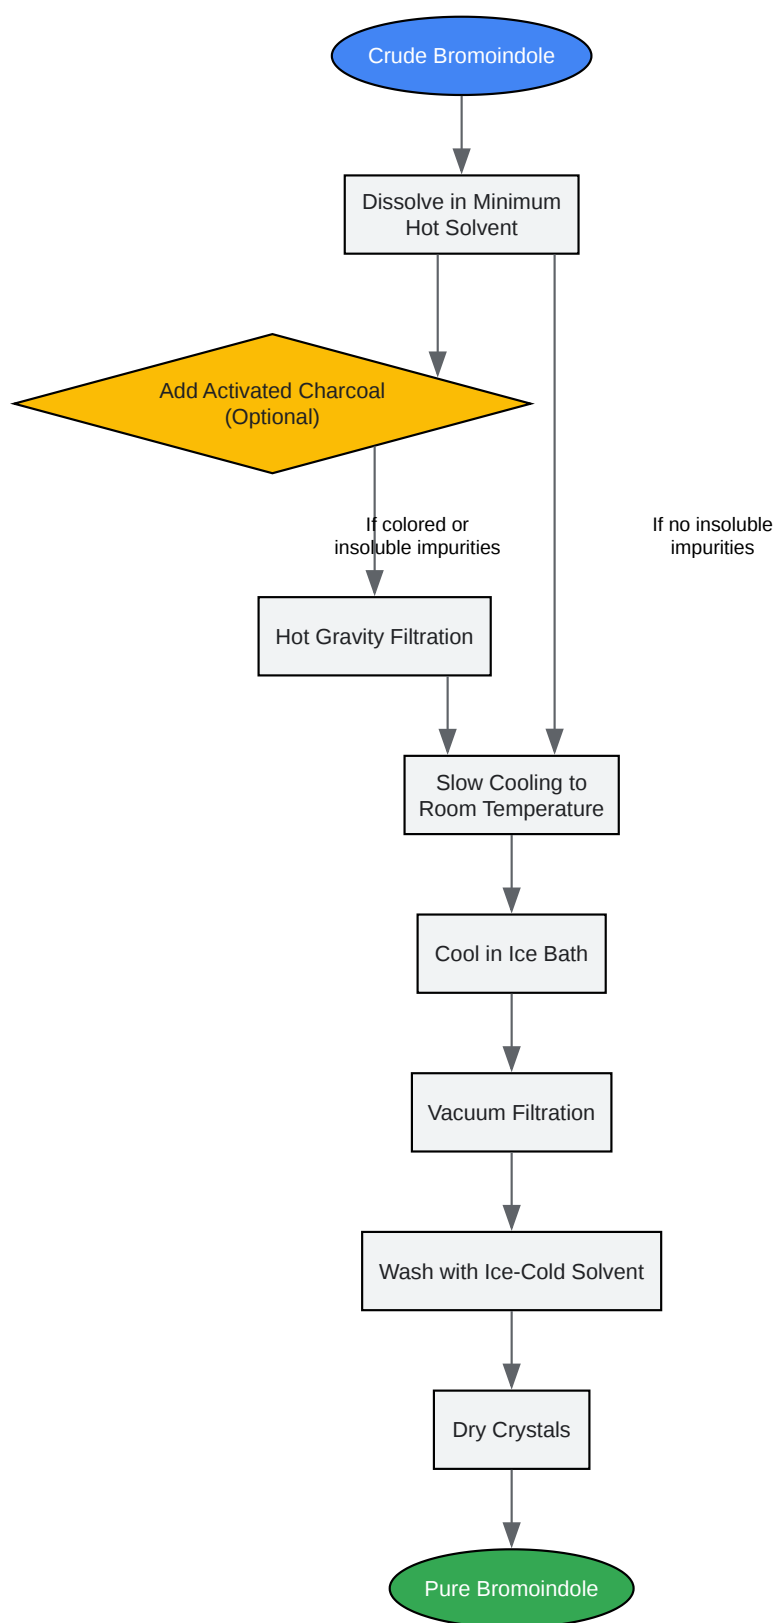 Crude Bromoindole
Dissolve in Minimum
Hot Solvent
Add Activated Charcoal
(Optional)
If colored or
insoluble impurities
If no insoluble
impurities
Hot Gravity Filtration
Slow Cooling to
Room Temperature
Cool in Ice Bath
Vacuum Filtration
Wash with Ice-Cold Solvent
Dry Crystals
Pure Bromoindole